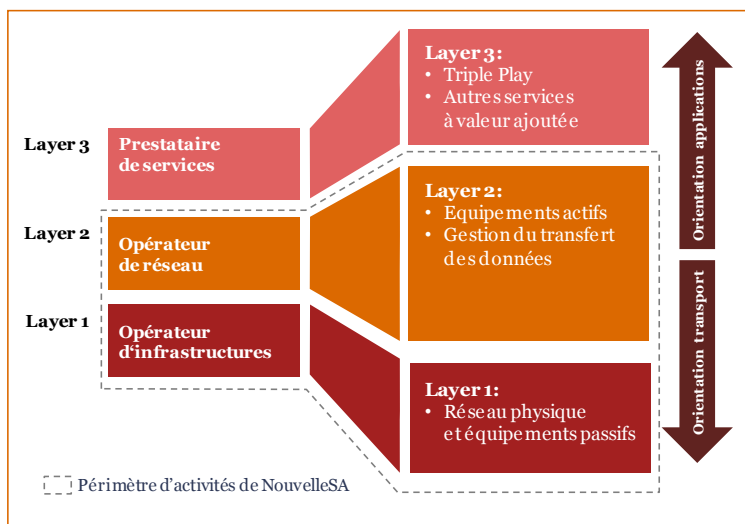 Layer 3
Prestataire
de services
Layer 2
Opérateur
de réseau
Layer 1
Opérateur
d'infrastructures
Layer 3:
• Triple Play
• Autres services
à valeur ajoutée
Layer 2:
• Equipements actifs
• Gestion du transfert
des données
Layer 1:
• Réseau physique
et équipements passifs
Orientation applications
Orientation transport
Périmètre d'activités de NouvelleSA